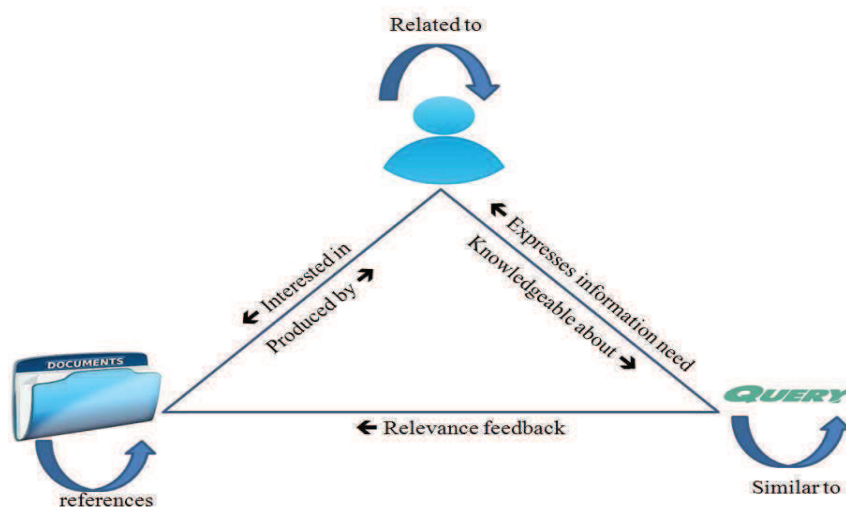 Related to
← Interested in
Produced by →
← Expresses information need
Knowledgeable about →
DOCUMENTS
QUERY
← Relevance feedback
references
Similar to